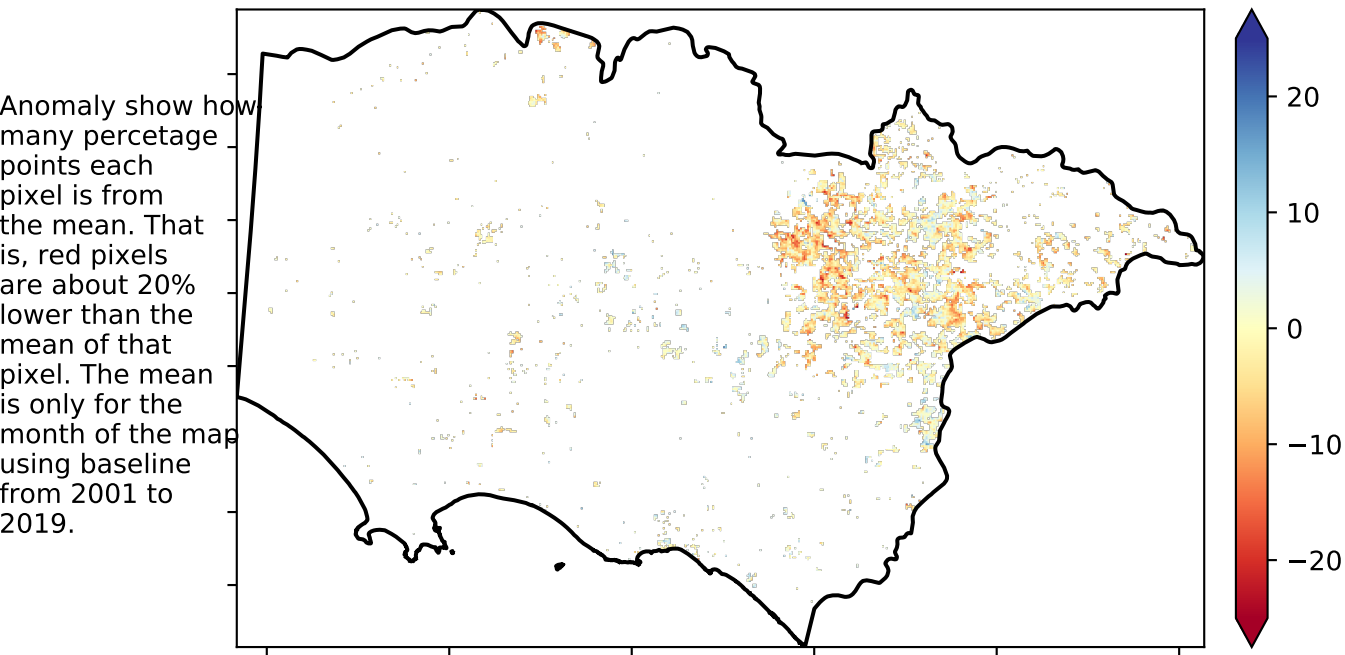 Anomaly show how
many percetage
points each
pixel is from
the mean. That
is, red pixels
are about 20%
lower than the
mean of that
pixel. The mean
is only for the
month of the map
using baseline
from 2001 to
2019.
20
10
0
−10
−20